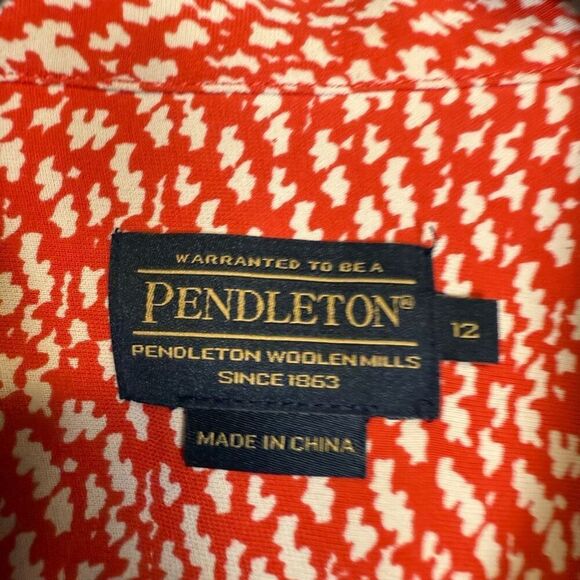 WARRANTED TO BE A
PENDLETON®
12
PENDLETON WOOLEN MILLS
SINCE 1863
MADE IN CHINA